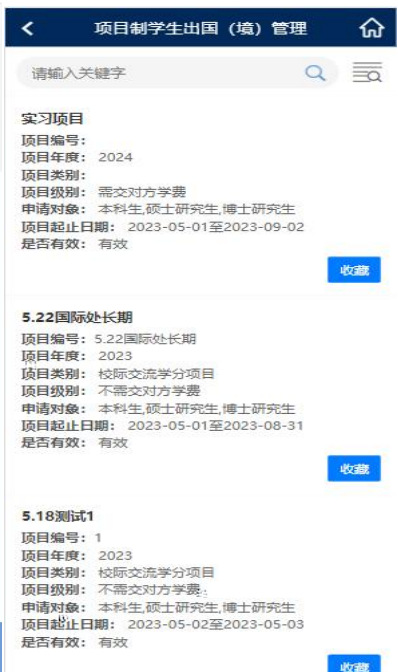 项目制学生出国（境）管理
请输入关键字
实习项目
项目编号：
项目年度： 2024
项目类别：
项目级别： 需交对方学费
申请对象： 本科生,硕士研究生,博士研究生
项目起止日期： 2023-05-01至2023-09-02
是否有效： 有效
收藏
5.22国际处长期
项目编号：5.22国际处长期
项目年度： 2023
项目类别： 校际交流学分项目
项目级别： 不需交对方学费
申请对象： 本科生,硕士研究生,博士研究生
项目起止日期： 2023-05-01至2023-08-31
是否有效： 有效
收藏
5.18测试1
项目编号：1
项目年度： 2023
项目类别： 校际交流学分项目
项目级别： 不需交对方学费
申请对象： 本科生,硕士研究生,博士研究生
项目起止日期： 2023-05-02至2023-05-03
是否有效： 有效
收藏